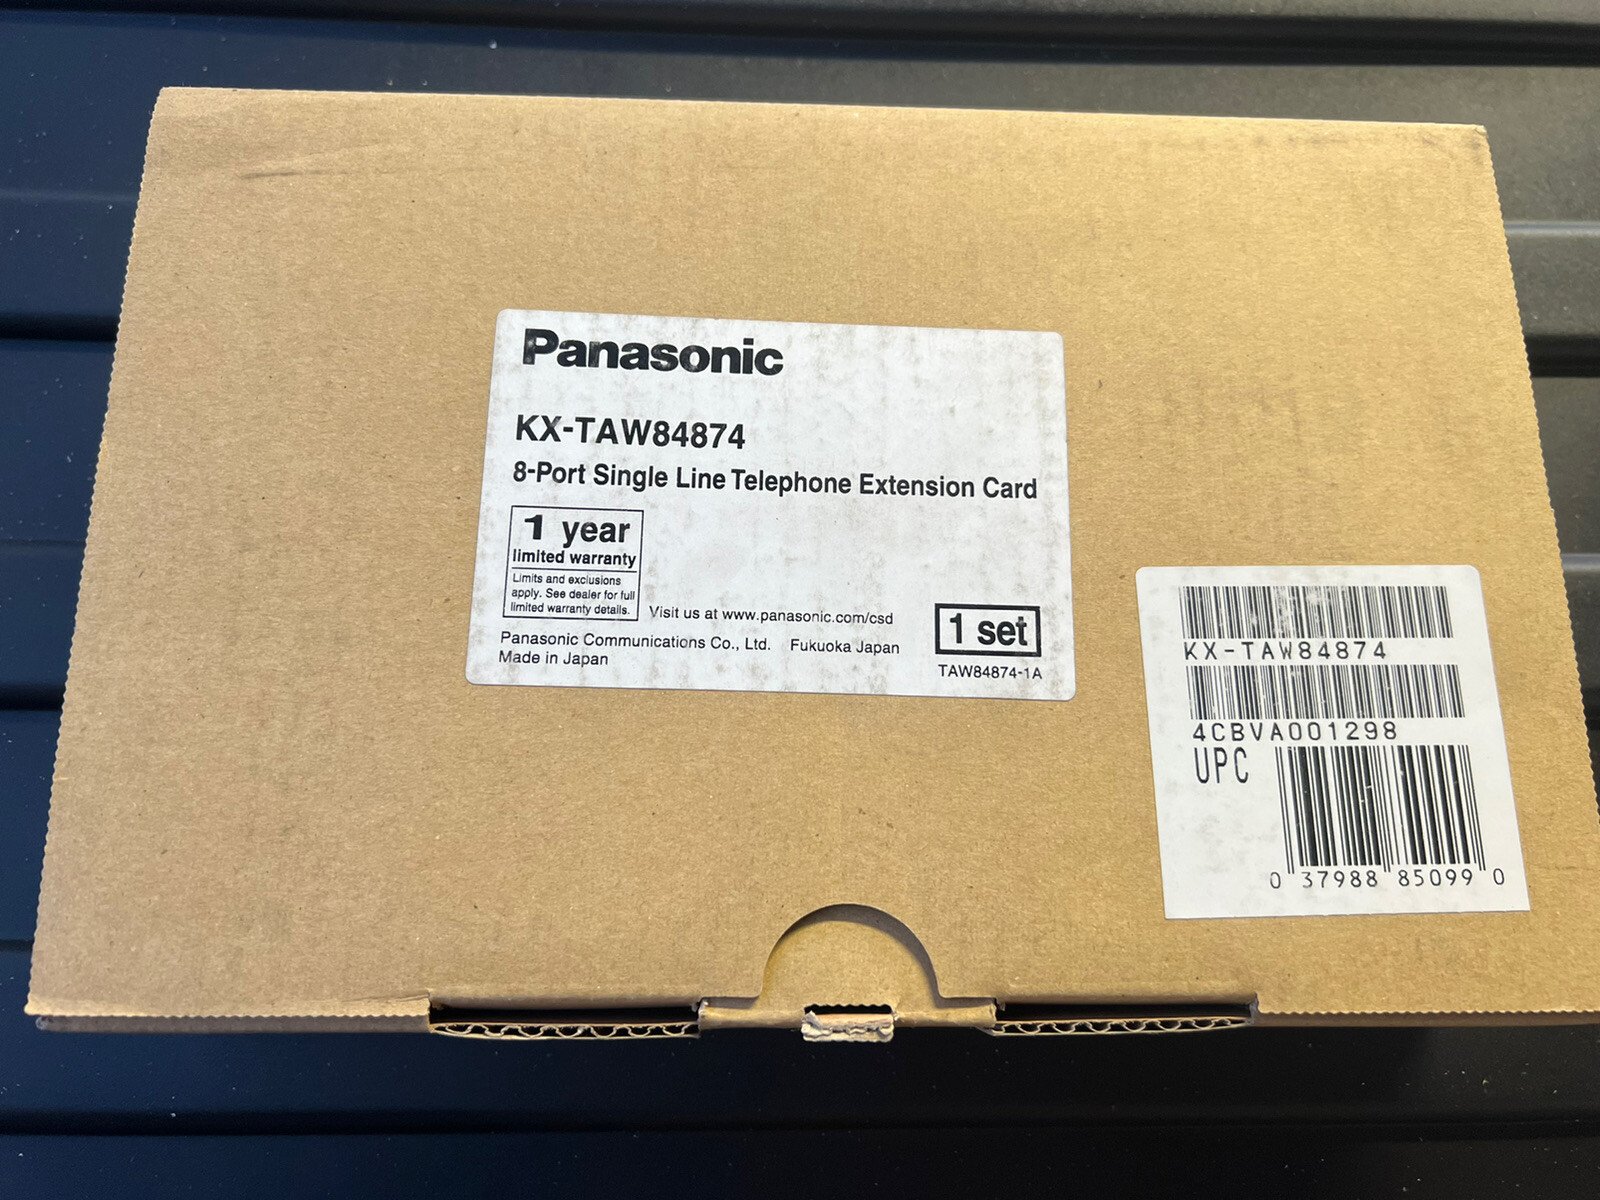 Panasonic
KX-TAW84874
8-Port Single Line Telephone Extension Card
1 year
limited warranty
Limits and exclusions
apply. See dealer for full
limited warranty details.
Visit us at www.panasonic.com/csd
Panasonic Communications Co., Ltd. Fukuoka Japan
Made in Japan
1 set
TAW84874-1A
KX-TAW84874
4CBVA001298
UPC
0 37988 85099 0